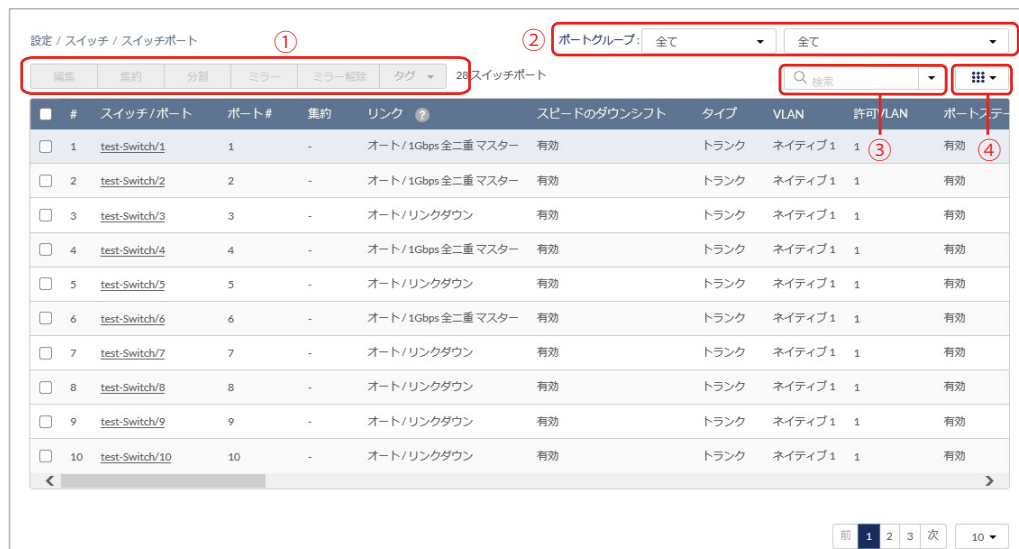 設定 / スイッチ / スイッチポート ① ② ポートグループ: 全て 全て
編集 集約 分割 ミラー ミラー解除 タグ 28スイッチポート 検索
# スイッチ/ポート ポート# 集約 リンク ? スピードのダウンシフト タイプ VLAN 許可VLAN ポートステー
③ ④
1 test-Switch/1 1 - オート/1Gbps 全二重 マスター 有効 トランク ネイティブ 1 1 有効
2 test-Switch/2 2 - オート/1Gbps 全二重 マスター 有効 トランク ネイティブ 1 1 有効
3 test-Switch/3 3 - オート/リンクダウン 有効 トランク ネイティブ 1 1 有効
4 test-Switch/4 4 - オート/1Gbps 全二重 マスター 有効 トランク ネイティブ 1 1 有効
5 test-Switch/5 5 - オート/リンクダウン 有効 トランク ネイティブ 1 1 有効
6 test-Switch/6 6 - オート/1Gbps 全二重 マスター 有効 トランク ネイティブ 1 1 有効
7 test-Switch/7 7 - オート/リンクダウン 有効 トランク ネイティブ 1 1 有効
8 test-Switch/8 8 - オート/リンクダウン 有効 トランク ネイティブ 1 1 有効
9 test-Switch/9 9 - オート/リンクダウン 有効 トランク ネイティブ 1 1 有効
10 test-Switch/10 10 - オート/リンクダウン 有効 トランク ネイティブ 1 1 有効
前 1 2 3 次 10